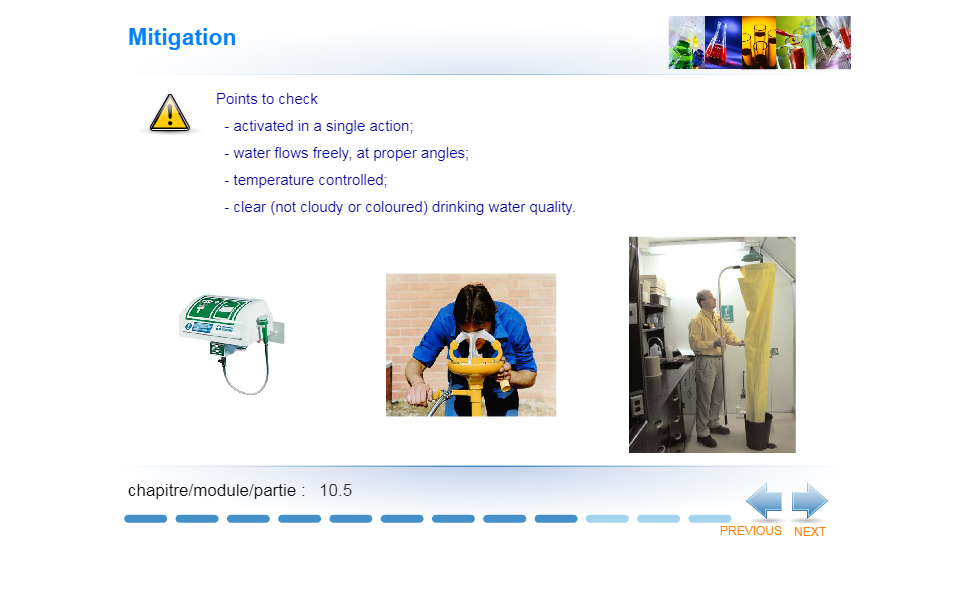 Mitigation
Points to check
- activated in a single action;
- water flows freely, at proper angles;
- temperature controlled;
- clear (not cloudy or coloured) drinking water quality.
chapitre/module/partie : 10.5
PREVIOUS NEXT